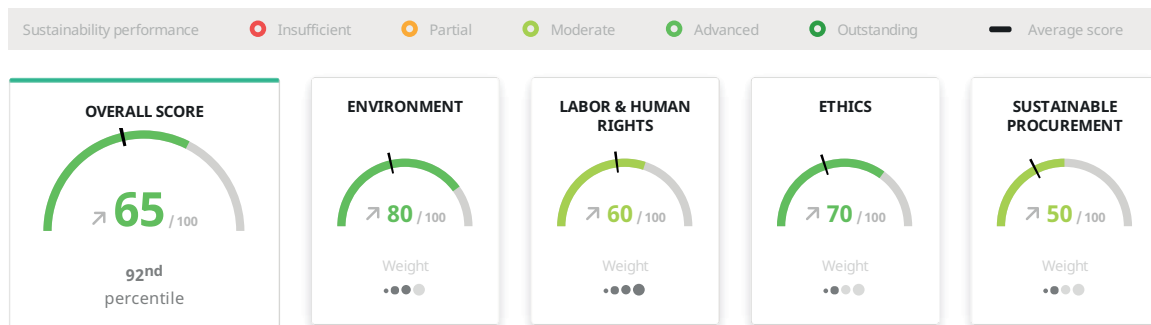 Sustainability performance Insufficient Partial Moderate Advanced Outstanding Average score
OVERALL SCORE
65 / 100
92nd
percentile
ENVIRONMENT
80 / 100
Weight
LABOR & HUMAN
RIGHTS
60 / 100
Weight
ETHICS
70 / 100
Weight
SUSTAINABLE
PROCUREMENT
50 / 100
Weight